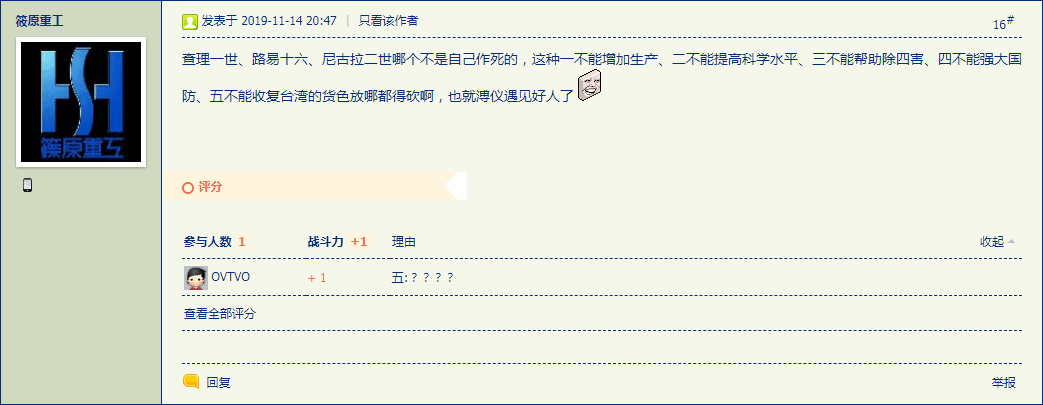 篠原重工
发表于 2019-11-14 20:47 | 只看该作者
16#
查理一世、路易十六、尼古拉二世哪个不是自己作死的，这种一不能增加生产、二不能提高科学水平、三不能帮助除四害、四不能强大国
防、五不能收复台湾的货色放哪都得砍啊，也就溥仪遇见好人了
篠原重工
评分
参与人数 1 战斗力 +1 理由 收起
OVTVO + 1 五:？？？？
查看全部评分
回复 举报